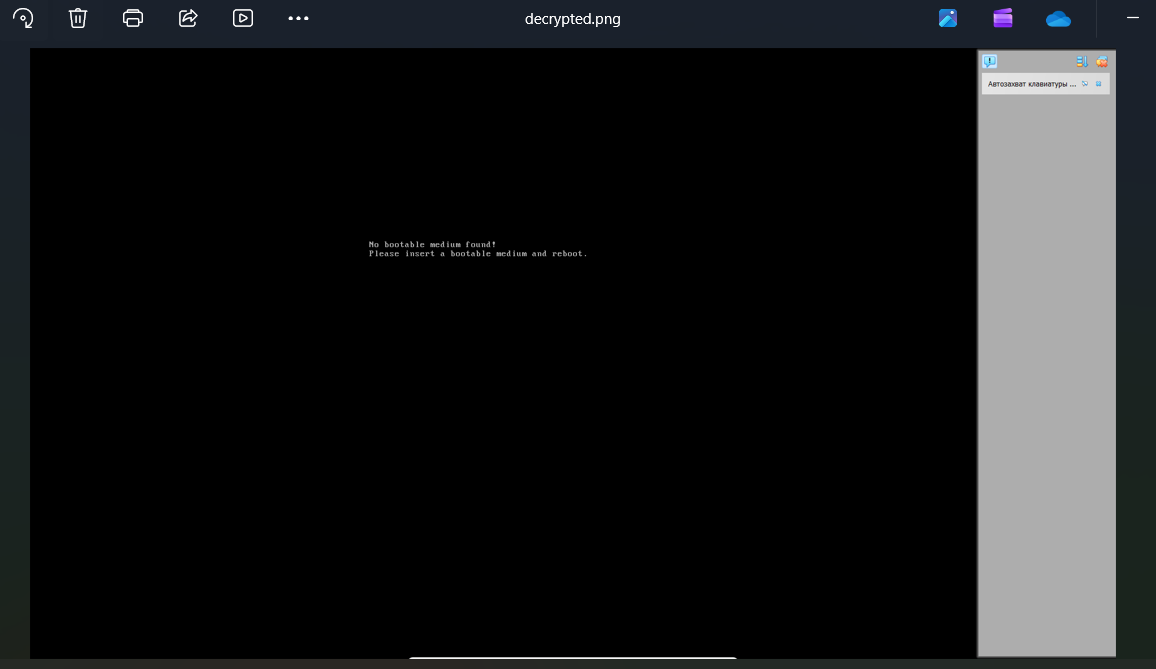 decrypted.png
Автозахват клавиатуры ...
No bootable medium found!
Please insert a bootable medium and reboot.